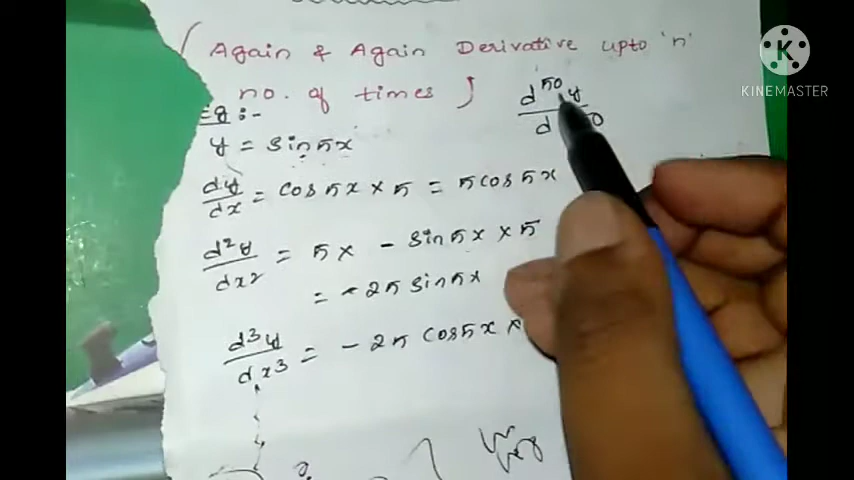 (Again & Again Derivative upto 'n'
no. of times)
Eg:-
d⁵⁰y
y = sin5x
dy/dx = cos5x × 5 = 5cos5x
d²y/dx² = 5 × - sin5x × 5
= -25 sin5x
d³y/dx³ = -25 cos5x ×
KINEMASTER